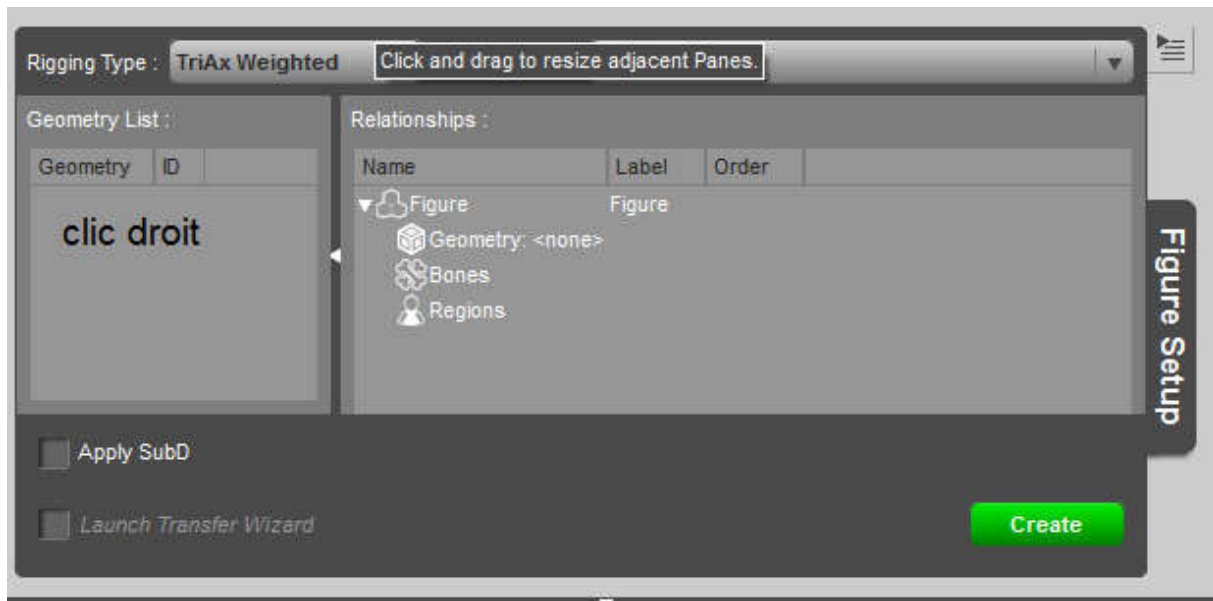 Rigging Type : TriAx Weighted
Click and drag to resize adjacent Panes.
Geometry List :
Geometry ID
clic droit
Relationships :
Name Label Order
Figure Figure
Geometry: <none>
Bones
Regions
Apply SubD
Launch Transfer Wizard
Create
Figure Setup